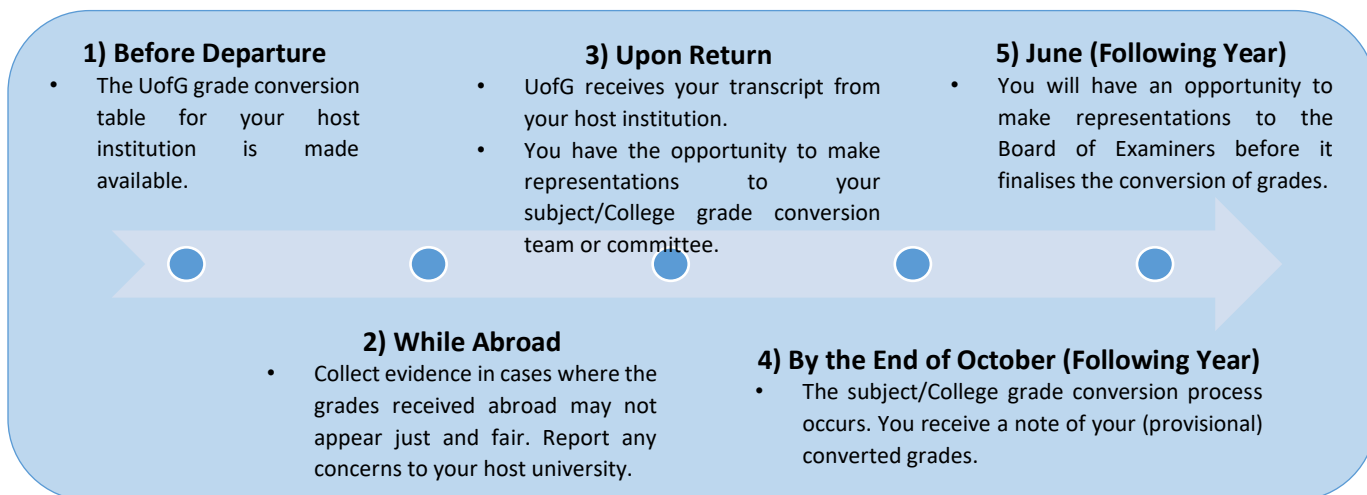 1) Before Departure
• The UofG grade conversion
table for your host
institution is made
available.
2) While Abroad
• Collect evidence in cases where the
grades received abroad may not
appear just and fair. Report any
concerns to your host university.
3) Upon Return
• UofG receives your transcript from
your host institution.
• You have the opportunity to make
representations to your
subject/College grade conversion
team or committee.
4) By the End of October (Following Year)
• The subject/College grade conversion process
occurs. You receive a note of your (provisional)
converted grades.
5) June (Following Year)
• You will have an opportunity to
make representations to the
Board of Examiners before it
finalises the conversion of grades.